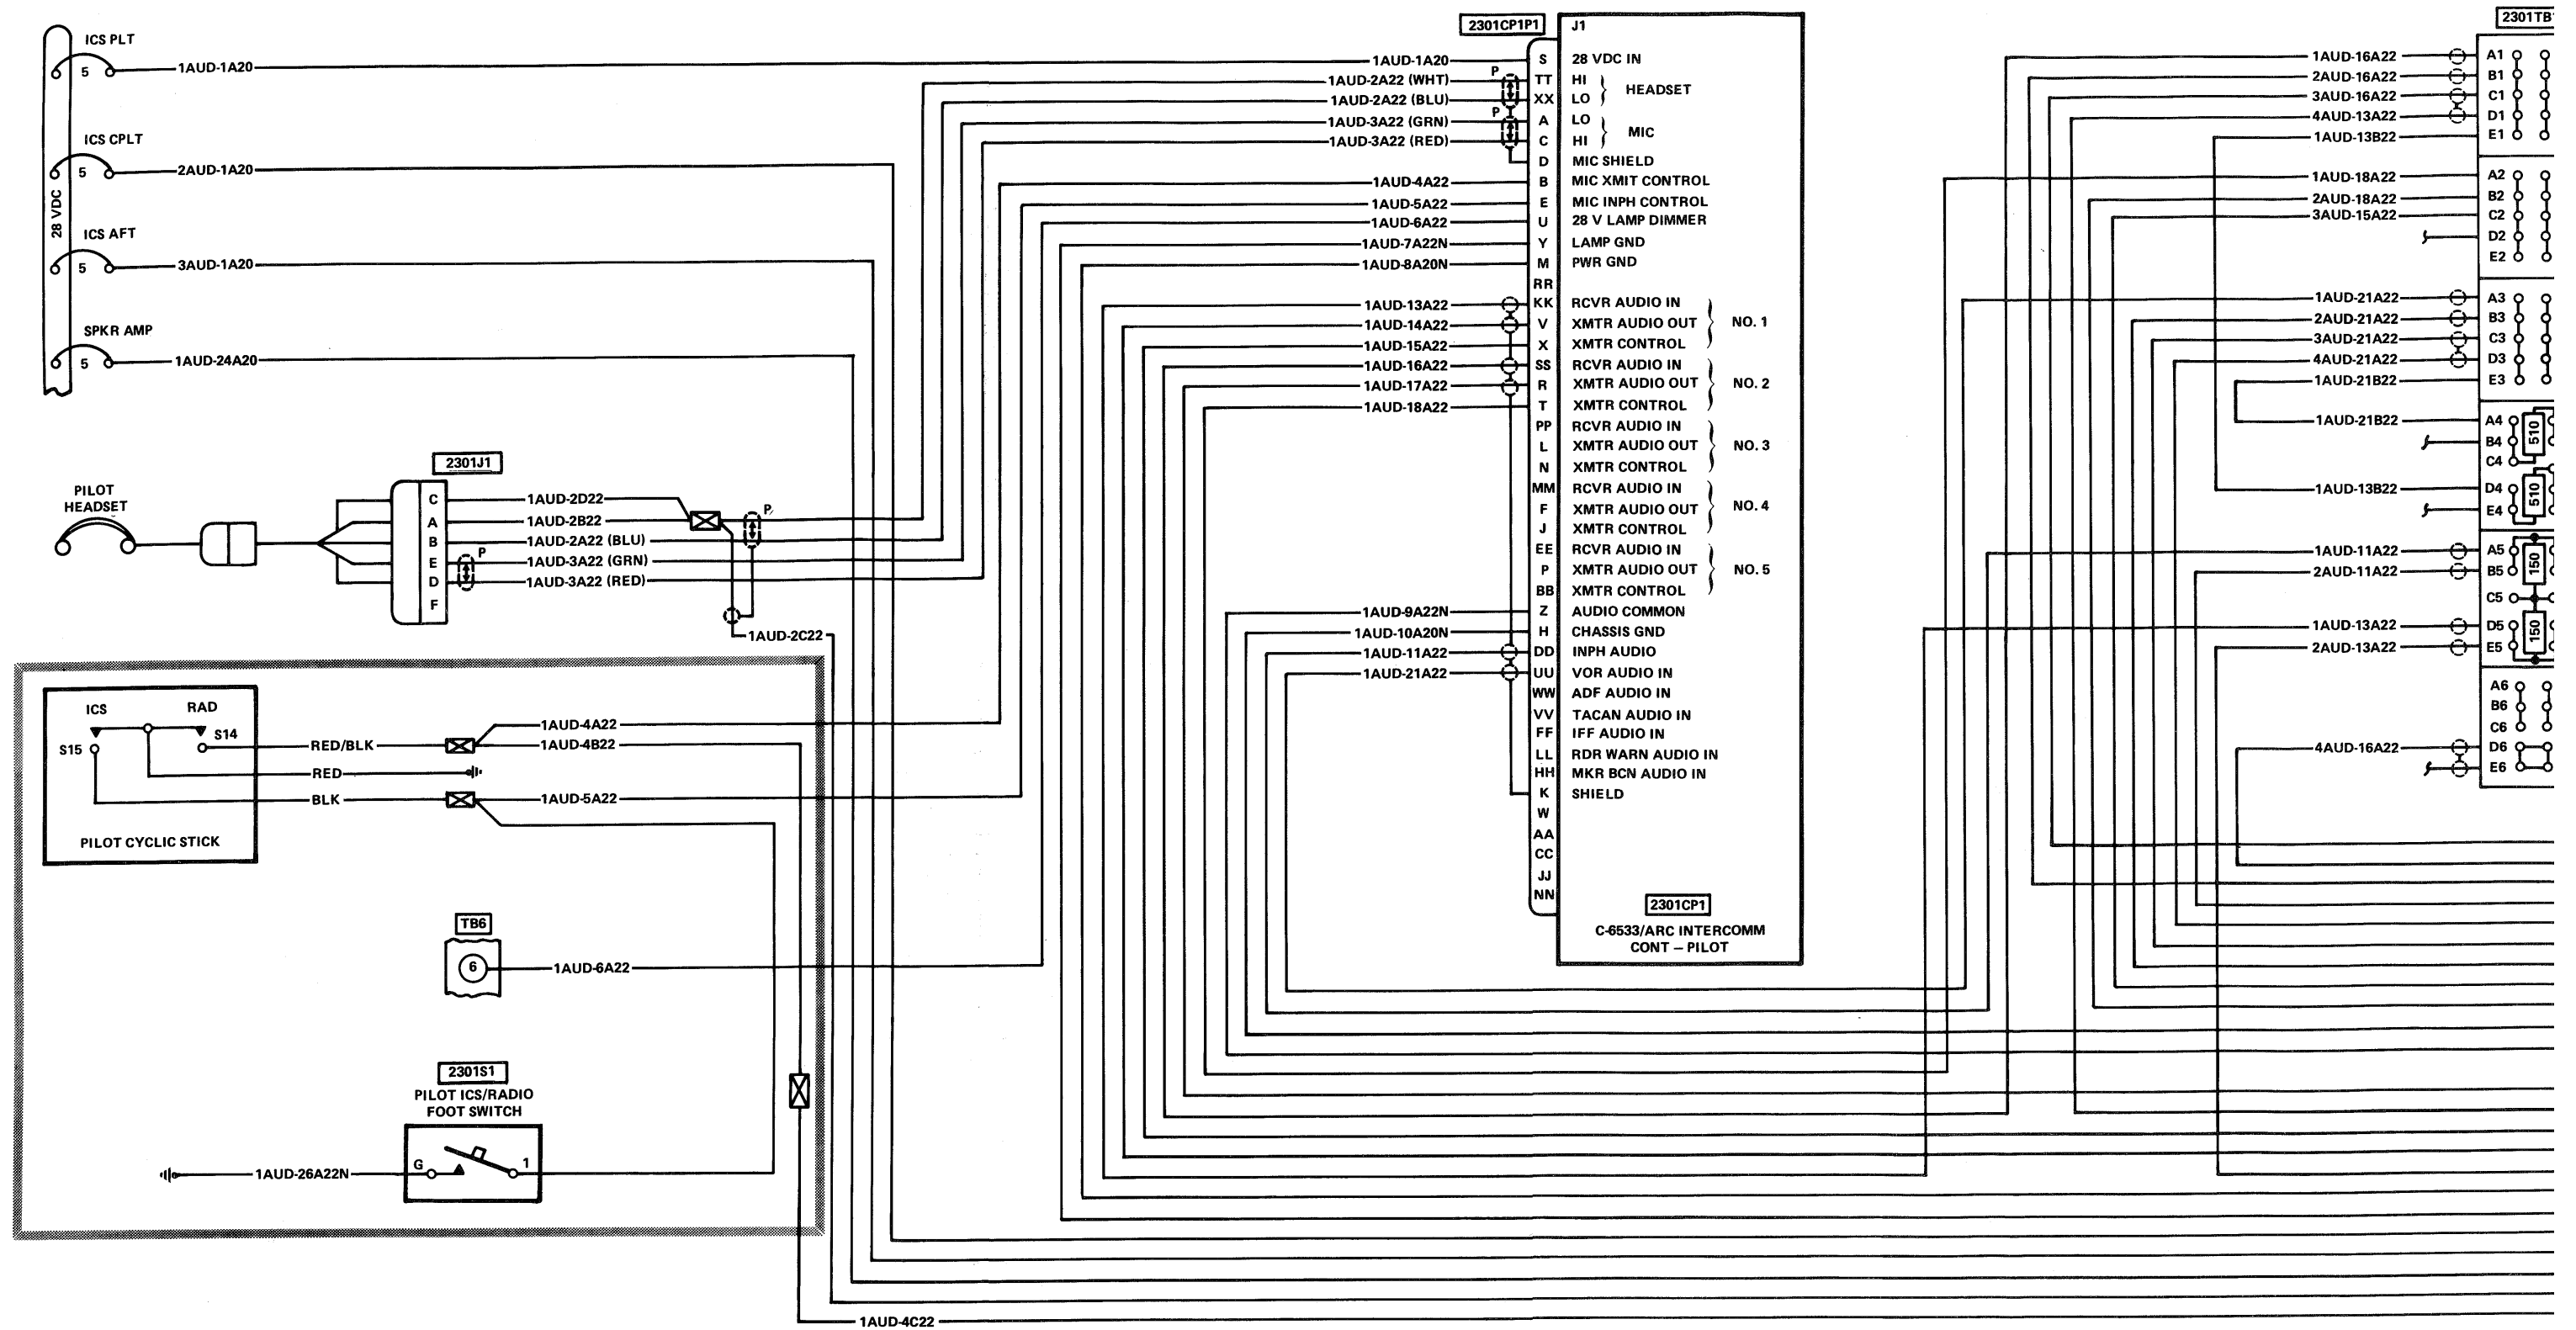 ICS PLT
5
1AUD-1A20
ICS CPLT
5
2AUD-1A20
28 VDC
ICS AFT
5
3AUD-1A20
SPKR AMP
5
1AUD-24A20
PILOT
HEADSET
2301J1
C
A
B
E
D
F
1AUD-2D22
1AUD-2B22
1AUD-2A22 (BLU)
1AUD-3A22 (GRN)
1AUD-3A22 (RED)
P
P
1AUD-2C22
ICS
RAD
S15
S14
PILOT CYCLIC STICK
RED/BLK
RED
BLK
1AUD-4A22
1AUD-4B22
1AUD-5A22
TB6
6
1AUD-6A22
2301S1
PILOT ICS/RADIO
FOOT SWITCH
1AUD-26A22N
G
1
1AUD-4C22
2301CP1P1
J1
1AUD-1A20 S 28 VDC IN
1AUD-2A22 (WHT) P TT HI
HEADSET
1AUD-2A22 (BLU) XX LO
1AUD-3A22 (GRN) P A LO
MIC
1AUD-3A22 (RED) C HI
D MIC SHIELD
1AUD-4A22 B MIC XMIT CONTROL
1AUD-5A22 E MIC INPH CONTROL
1AUD-6A22 U 28 V LAMP DIMMER
1AUD-7A22N Y LAMP GND
1AUD-8A20N M PWR GND
RR
1AUD-13A22 KK RCVR AUDIO IN
1AUD-14A22 V XMTR AUDIO OUT NO. 1
1AUD-15A22 X XMTR CONTROL
1AUD-16A22 SS RCVR AUDIO IN
1AUD-17A22 R XMTR AUDIO OUT NO. 2
1AUD-18A22 T XMTR CONTROL
PP RCVR AUDIO IN
L XMTR AUDIO OUT NO. 3
N XMTR CONTROL
MM RCVR AUDIO IN
F XMTR AUDIO OUT NO. 4
J XMTR CONTROL
EE RCVR AUDIO IN
P XMTR AUDIO OUT NO. 5
BB XMTR CONTROL
1AUD-9A22N Z AUDIO COMMON
1AUD-10A20N H CHASSIS GND
1AUD-11A22 DD INPH AUDIO
1AUD-21A22 UU VOR AUDIO IN
WW ADF AUDIO IN
VV TACAN AUDIO IN
FF IFF AUDIO IN
LL RDR WARN AUDIO IN
HH MKR BCN AUDIO IN
K SHIELD
W
AA
CC
JJ
NN
2301CP1
C-6533/ARC INTERCOMM
CONT – PILOT
2301TB1
1AUD-16A22 A1
2AUD-16A22 B1
3AUD-16A22 C1
4AUD-13A22 D1
1AUD-13B22 E1
1AUD-18A22 A2
2AUD-18A22 B2
3AUD-15A22 C2
D2
E2
1AUD-21A22 A3
2AUD-21A22 B3
3AUD-21A22 C3
4AUD-21A22 D3
1AUD-21B22 E3
1AUD-21B22 A4
B4
C4
510
1AUD-13B22 D4
E4
510
1AUD-11A22 A5
2AUD-11A22 B5
150
C5
1AUD-13A22 D5
2AUD-13A22 E5
150
A6
B6
C6
4AUD-16A22 D6
E6